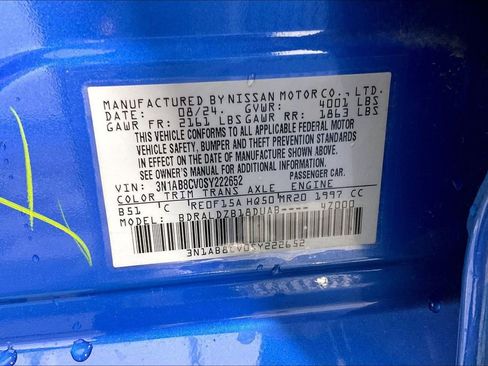 MANUFACTURED BY NISSAN MOTOR CO., LTD.
DATE: 08/24. GVWR: 4001 LBS
GAWR FR: 2161 LBS GAWR RR: 1863 LBS
THIS VEHICLE CONFORMS TO ALL APPLICABLE FEDERAL MOTOR
VEHICLE SAFETY, BUMPER AND THEFT PREVENTION STANDARDS
IN EFFECT ON THE DATE OF MANUFACTURE SHOWN ABOVE.
SEE OWNER'S MANUAL FOR ADDITIONAL INFORMATION.
VIN: 3N1AB8CV0SY222652 PASSENGER CAR.
COLOR TRIM TRANS AXLE ENGINE
B51 'C 'RE0F15A HQ50 'MR20 1997 CC
MODEL: BDRALDZB18DUAB---- 4Z000
3N1AB8CV0SY222652